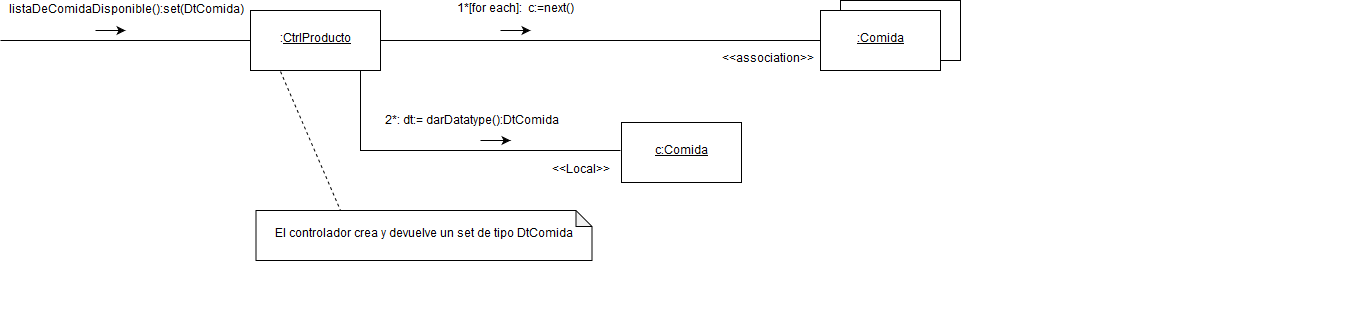 listaDeComidaDisponible():set(DtComida)
1*[for each]: c:=next()
:CtrlProducto
:Comida
<<association>>
2*: dt:= darDatatype():DtComida
c:Comida
<<Local>>
El controlador crea y devuelve un set de tipo DtComida